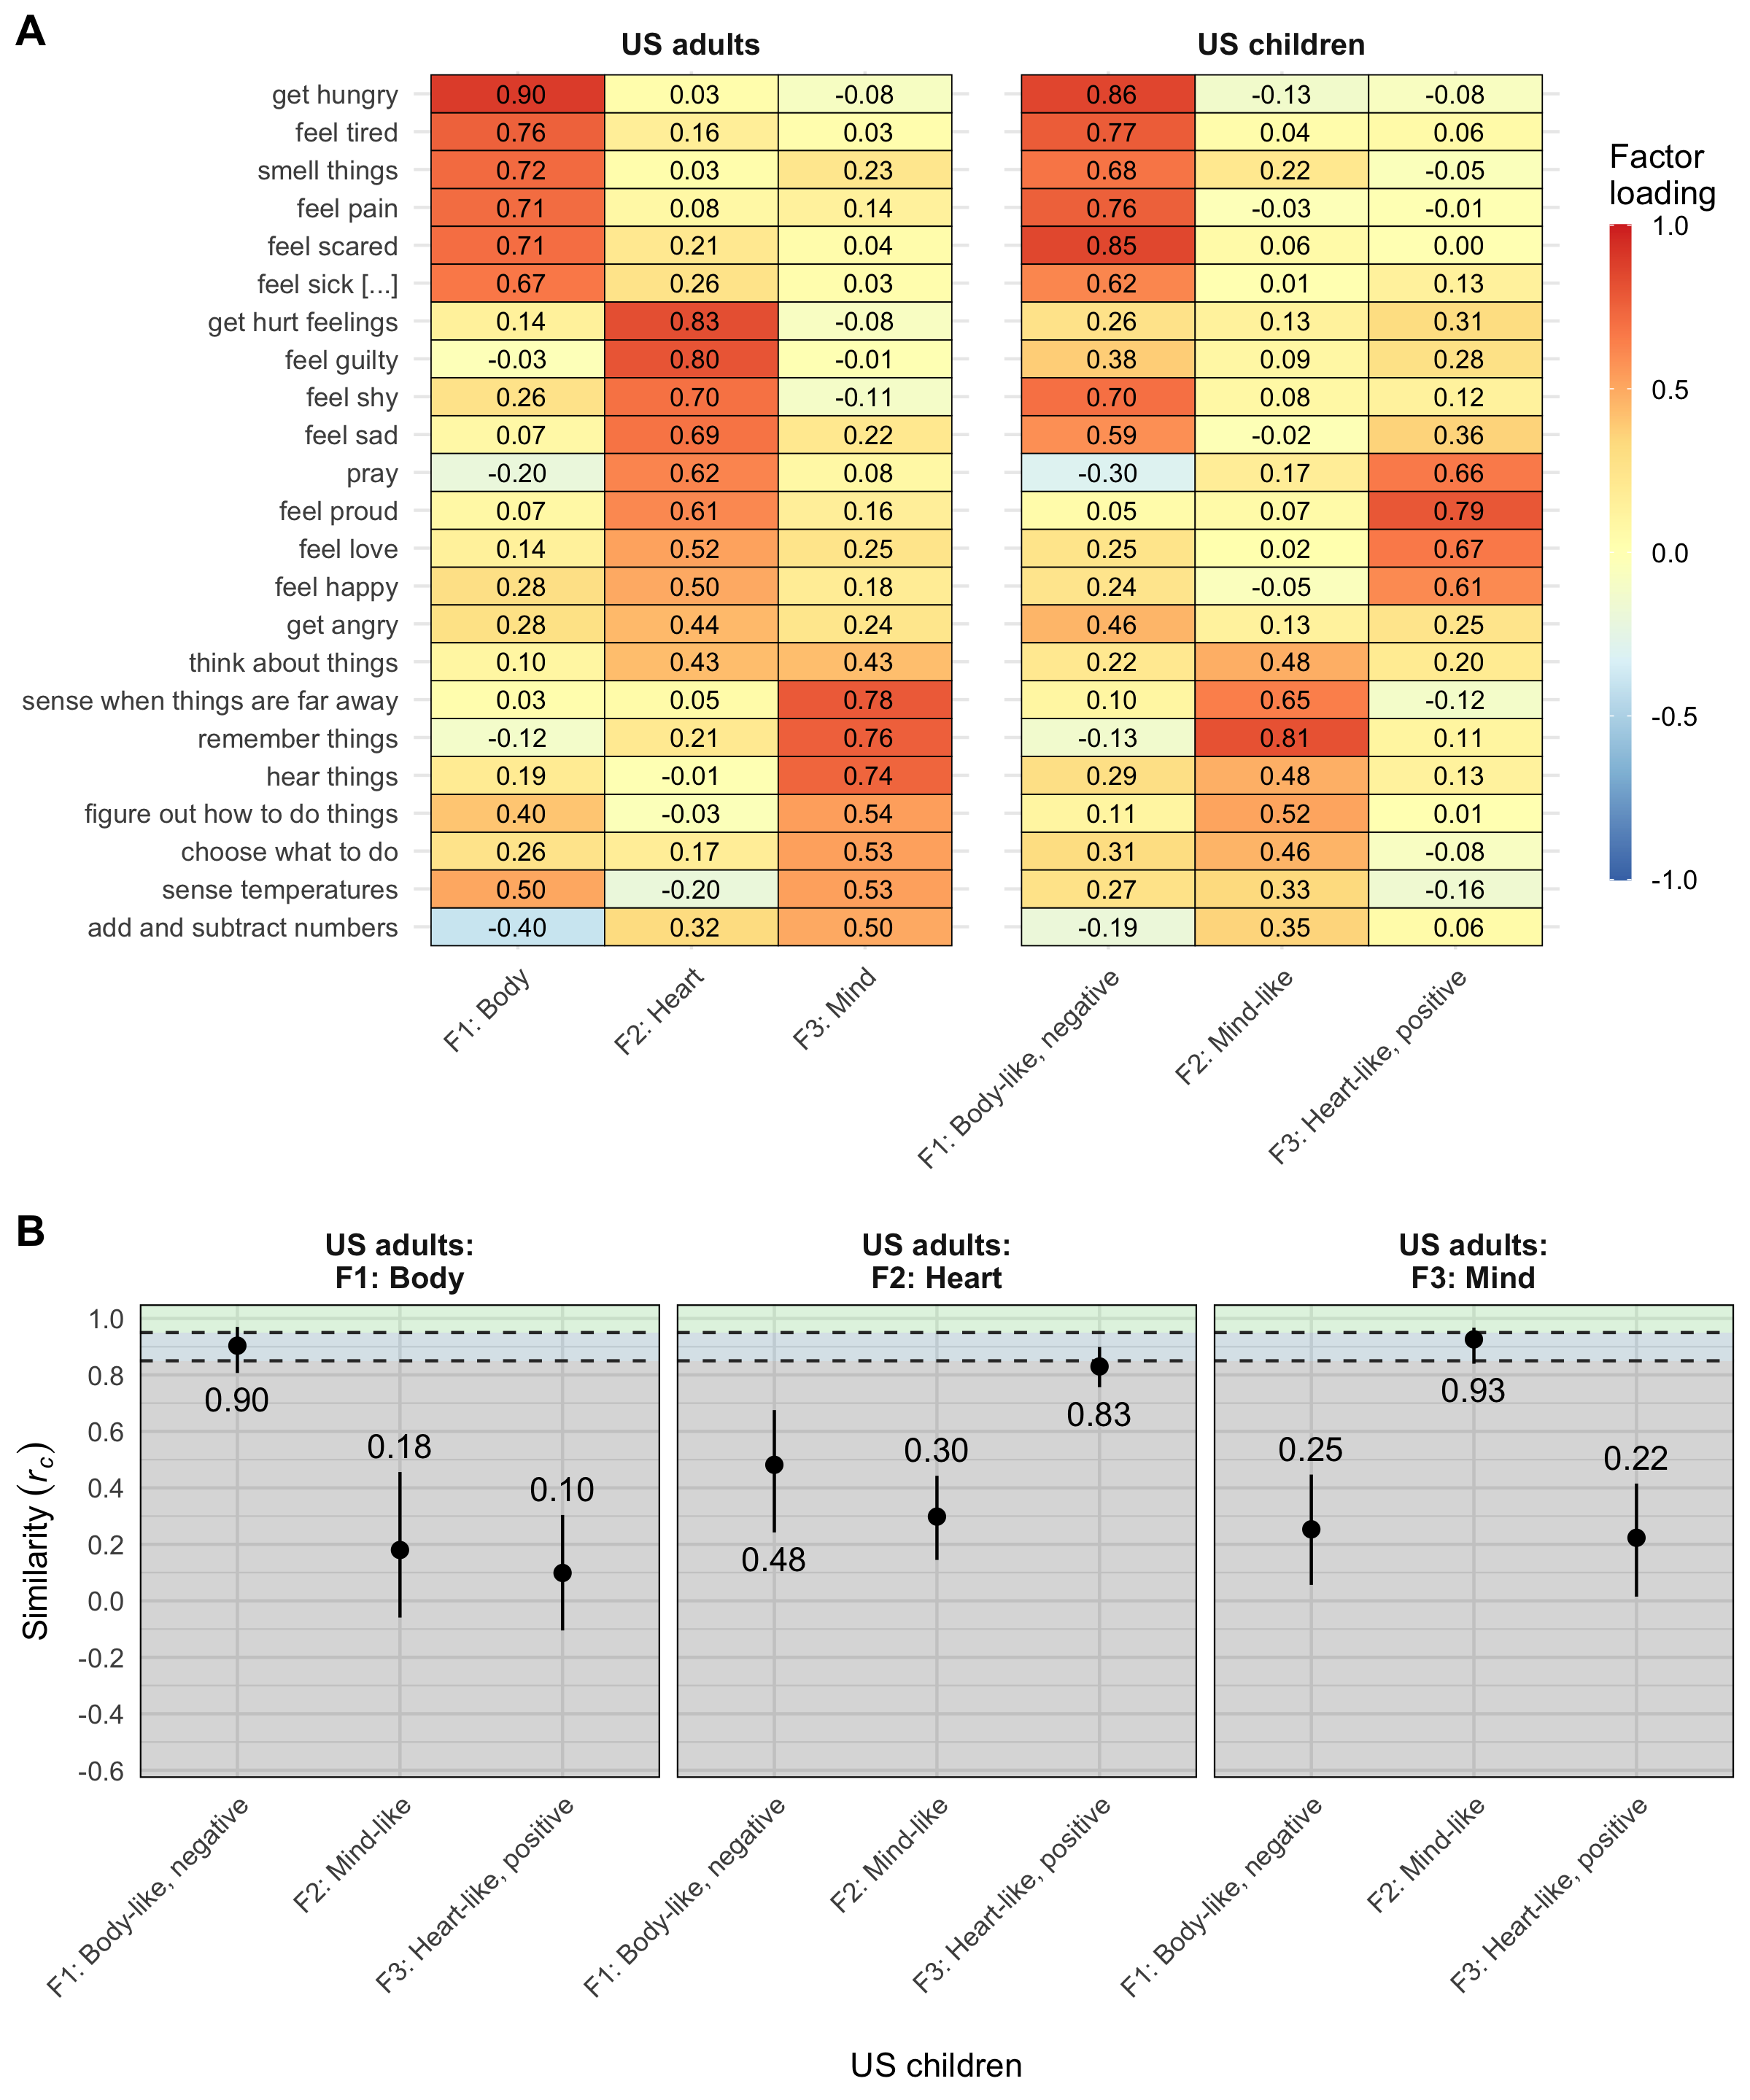 A
US adults
US children
get hungry 0.90 0.03 -0.08 0.86 -0.13 -0.08
feel tired 0.76 0.16 0.03 0.77 0.04 0.06
smell things 0.72 0.03 0.23 0.68 0.22 -0.05
feel pain 0.71 0.08 0.14 0.76 -0.03 -0.01
feel scared 0.71 0.21 0.04 0.85 0.06 0.00
feel sick [...] 0.67 0.26 0.03 0.62 0.01 0.13
get hurt feelings 0.14 0.83 -0.08 0.26 0.13 0.31
feel guilty -0.03 0.80 -0.01 0.38 0.09 0.28
feel shy 0.26 0.70 -0.11 0.70 0.08 0.12
feel sad 0.07 0.69 0.22 0.59 -0.02 0.36
pray -0.20 0.62 0.08 -0.30 0.17 0.66
feel proud 0.07 0.61 0.16 0.05 0.07 0.79
feel love 0.14 0.52 0.25 0.25 0.02 0.67
feel happy 0.28 0.50 0.18 0.24 -0.05 0.61
get angry 0.28 0.44 0.24 0.46 0.13 0.25
think about things 0.10 0.43 0.43 0.22 0.48 0.20
sense when things are far away 0.03 0.05 0.78 0.10 0.65 -0.12
remember things -0.12 0.21 0.76 -0.13 0.81 0.11
hear things 0.19 -0.01 0.74 0.29 0.48 0.13
figure out how to do things 0.40 -0.03 0.54 0.11 0.52 0.01
choose what to do 0.26 0.17 0.53 0.31 0.46 -0.08
sense temperatures 0.50 -0.20 0.53 0.27 0.33 -0.16
add and subtract numbers -0.40 0.32 0.50 -0.19 0.35 0.06
F1: Body
F2: Heart
F3: Mind
F1: Body-like, negative
F2: Mind-like
F3: Heart-like, positive
Factor
loading
1.0
0.5
0.0
-0.5
-1.0
B
US adults:
F1: Body
US adults:
F2: Heart
US adults:
F3: Mind
Similarity (rc)
1.0
0.8
0.6
0.4
0.2
0.0
-0.2
-0.4
-0.6
0.90
0.18
0.10
0.48
0.30
0.83
0.25
0.93
0.22
F1: Body-like, negative
F2: Mind-like
F3: Heart-like, positive
F1: Body-like, negative
F2: Mind-like
F3: Heart-like, positive
F1: Body-like, negative
F2: Mind-like
F3: Heart-like, positive
US children